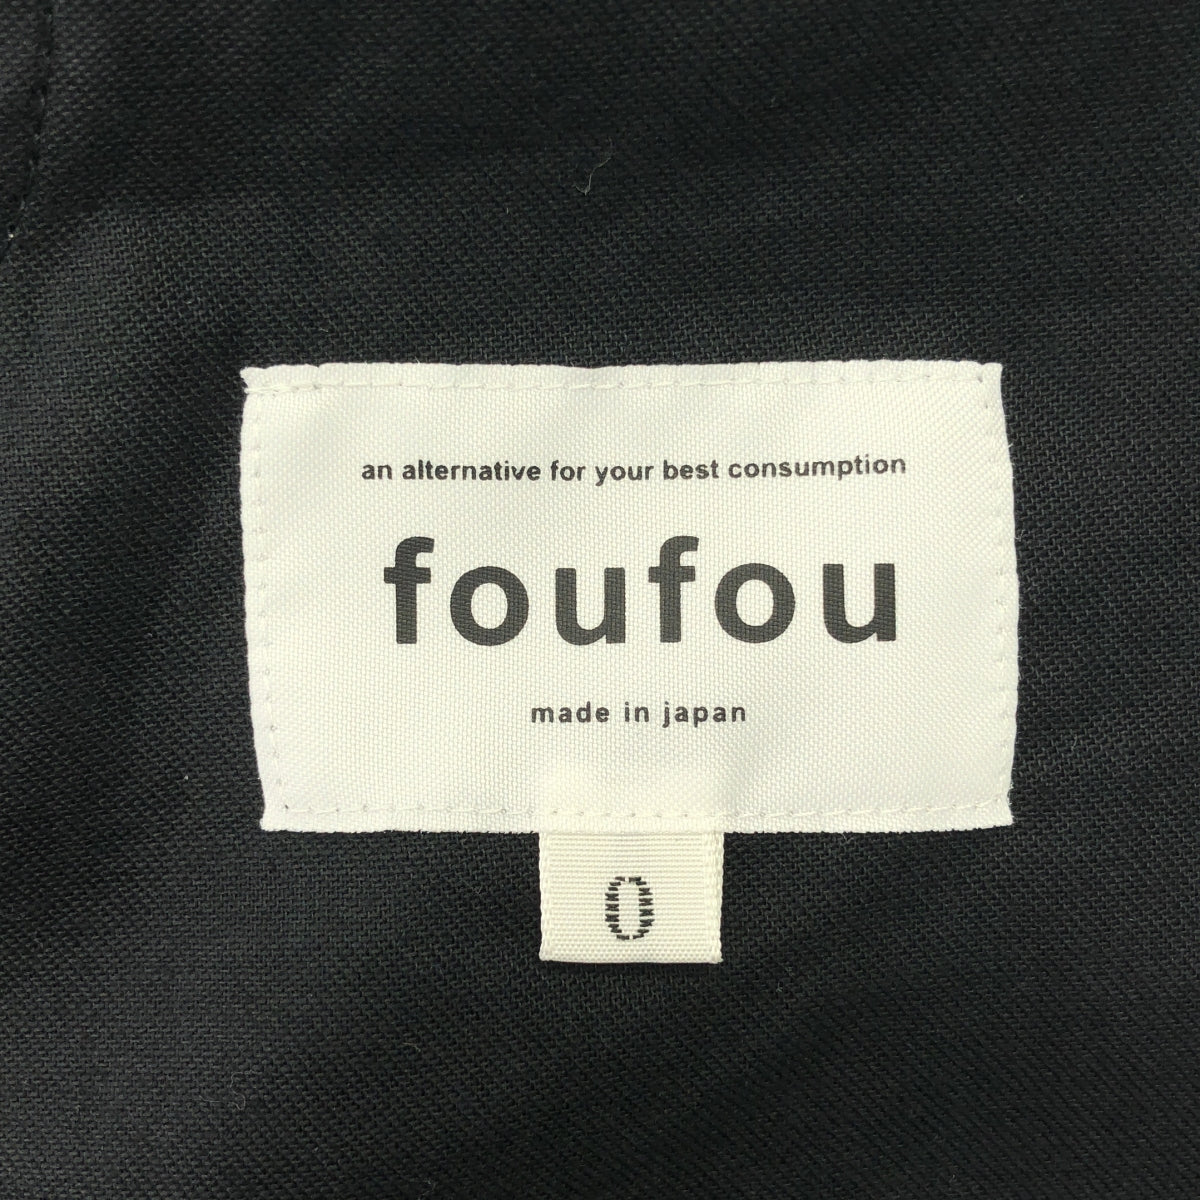 an alternative for your best consumption
foufou
made in japan
0